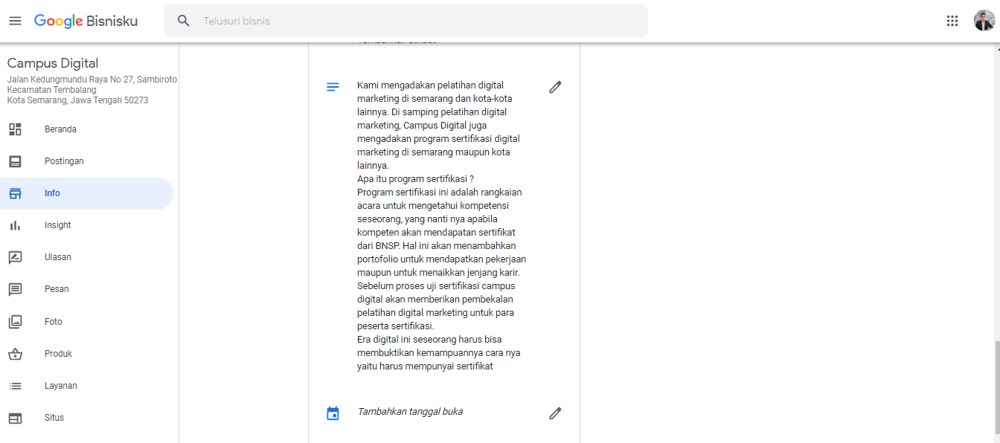 Google Bisnisku
Telusuri bisnis
Campus Digital
Jalan Kedungmundu Raya No 27, Sambiroto
Kecamatan Tembalang
Kota Semarang, Jawa Tengah 50273
Beranda
Postingan
Info
Insight
Ulasan
Pesan
Foto
Produk
Layanan
Situs
Tambahkan atribut
Kami mengadakan pelatihan digital
marketing di semarang dan kota-kota
lainnya. Di samping pelatihan digital
marketing, Campus Digital juga
mengadakan program sertifikasi digital
marketing di semarang maupun kota
lainnya.
Apa itu program sertifikasi ?
Program sertifikasi ini adalah rangkaian
acara untuk mengetahui kompetensi
seseorang, yang nanti nya apabila
kompeten akan mendapatan sertifikat
dari BNSP. Hal ini akan menambahkan
portofolio untuk mendapatkan pekerjaan
maupun untuk menaikkan jenjang karir.
Sebelum proses uji sertifikasi campus
digital akan memberikan pembekalan
pelatihan digital marketing untuk para
peserta sertifikasi.
Era digital ini seseorang harus bisa
membuktikan kemampuannya cara nya
yaitu harus mempunyai sertifikat
Tambahkan tanggal buka